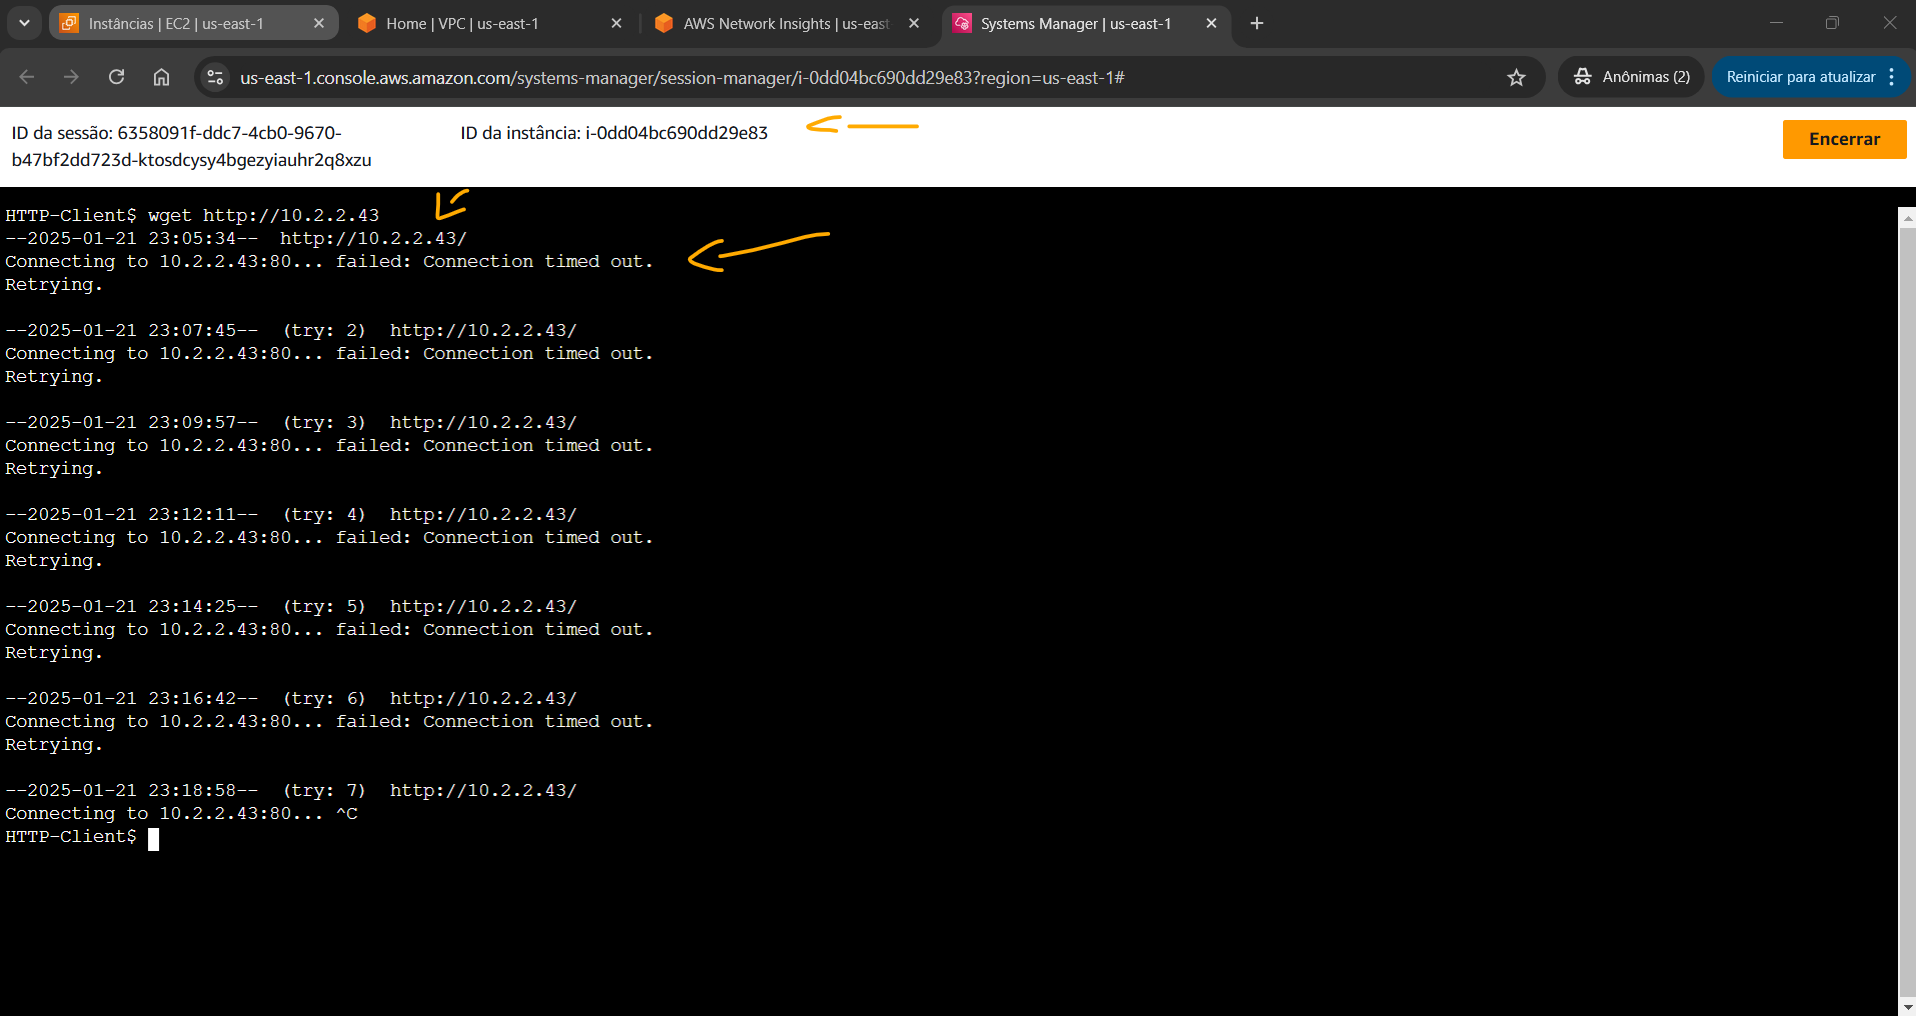 Instâncias | EC2 | us-east-1
Home | VPC | us-east-1
AWS Network Insights | us-east
Systems Manager | us-east-1
us-east-1.console.aws.amazon.com/systems-manager/session-manager/i-0dd04bc690dd29e83?region=us-east-1#
Anônimas (2)
Reiniciar para atualizar
ID da sessão: 6358091f-ddc7-4cb0-9670-
b47bf2dd723d-ktosdcysy4bgezyiauhr2q8xzu
ID da instância: i-0dd04bc690dd29e83
Encerrar
HTTP-Client$ wget http://10.2.2.43
--2025-01-21 23:05:34--  http://10.2.2.43/
Connecting to 10.2.2.43:80... failed: Connection timed out.
Retrying.
--2025-01-21 23:07:45--  (try: 2)  http://10.2.2.43/
Connecting to 10.2.2.43:80... failed: Connection timed out.
Retrying.
--2025-01-21 23:09:57--  (try: 3)  http://10.2.2.43/
Connecting to 10.2.2.43:80... failed: Connection timed out.
Retrying.
--2025-01-21 23:12:11--  (try: 4)  http://10.2.2.43/
Connecting to 10.2.2.43:80... failed: Connection timed out.
Retrying.
--2025-01-21 23:14:25--  (try: 5)  http://10.2.2.43/
Connecting to 10.2.2.43:80... failed: Connection timed out.
Retrying.
--2025-01-21 23:16:42--  (try: 6)  http://10.2.2.43/
Connecting to 10.2.2.43:80... failed: Connection timed out.
Retrying.
--2025-01-21 23:18:58--  (try: 7)  http://10.2.2.43/
Connecting to 10.2.2.43:80... ^C
HTTP-Client$